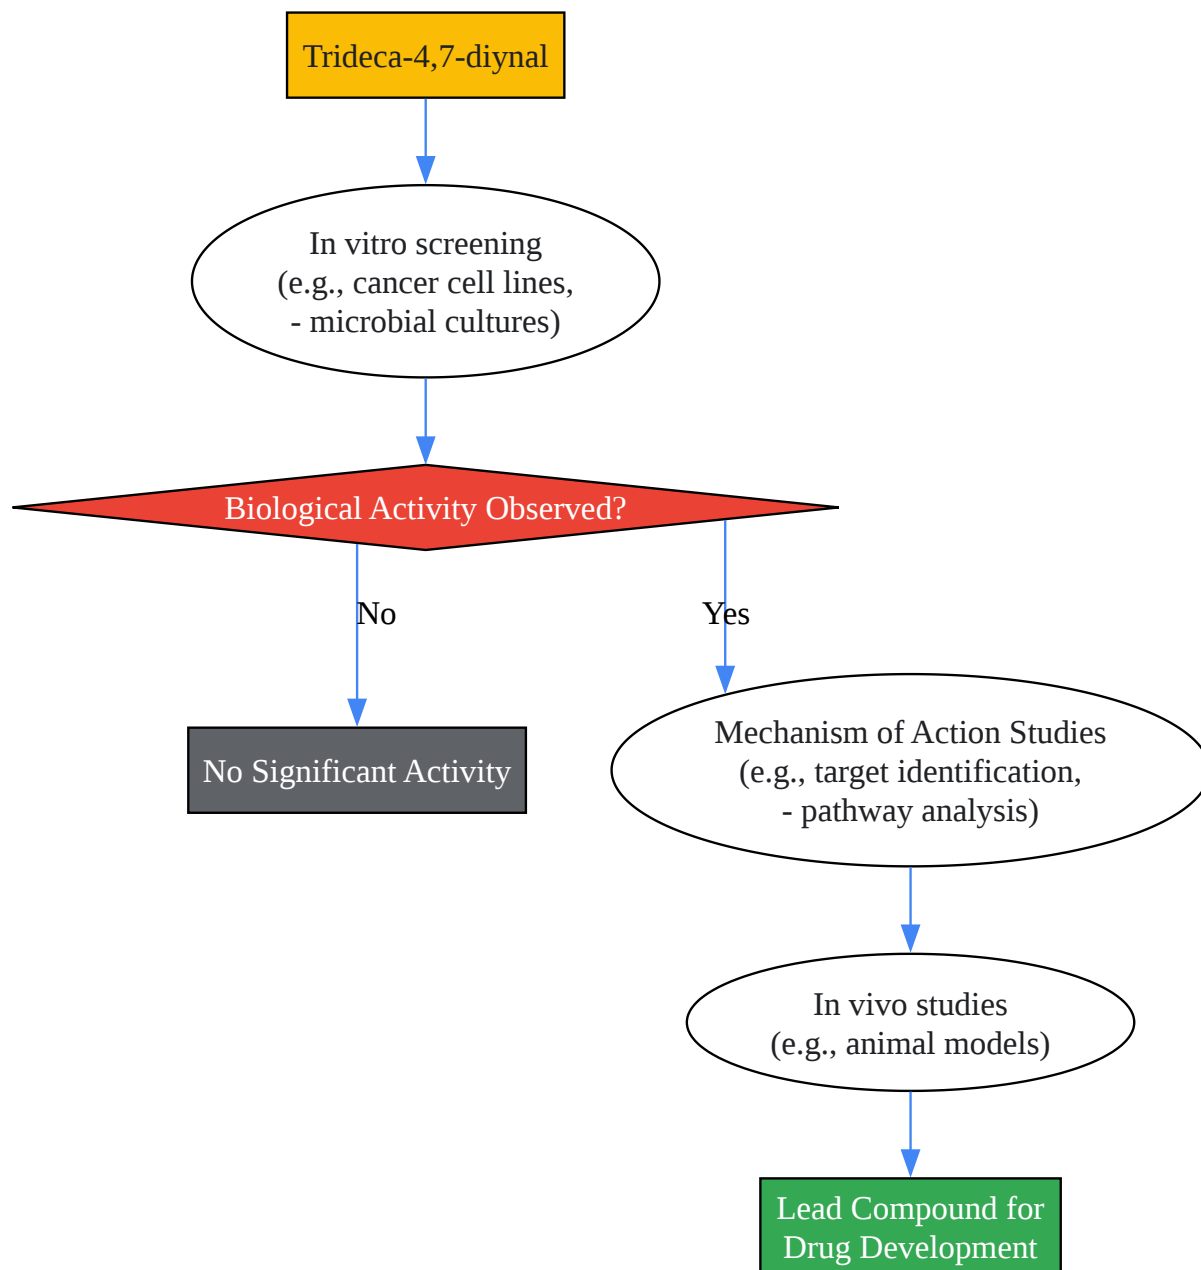 Trideca-4,7-diynal
In vitro screening
(e.g., cancer cell lines,
- microbial cultures)
Biological Activity Observed?
No
Yes
No Significant Activity
Mechanism of Action Studies
(e.g., target identification,
- pathway analysis)
In vivo studies
(e.g., animal models)
Lead Compound for
Drug Development